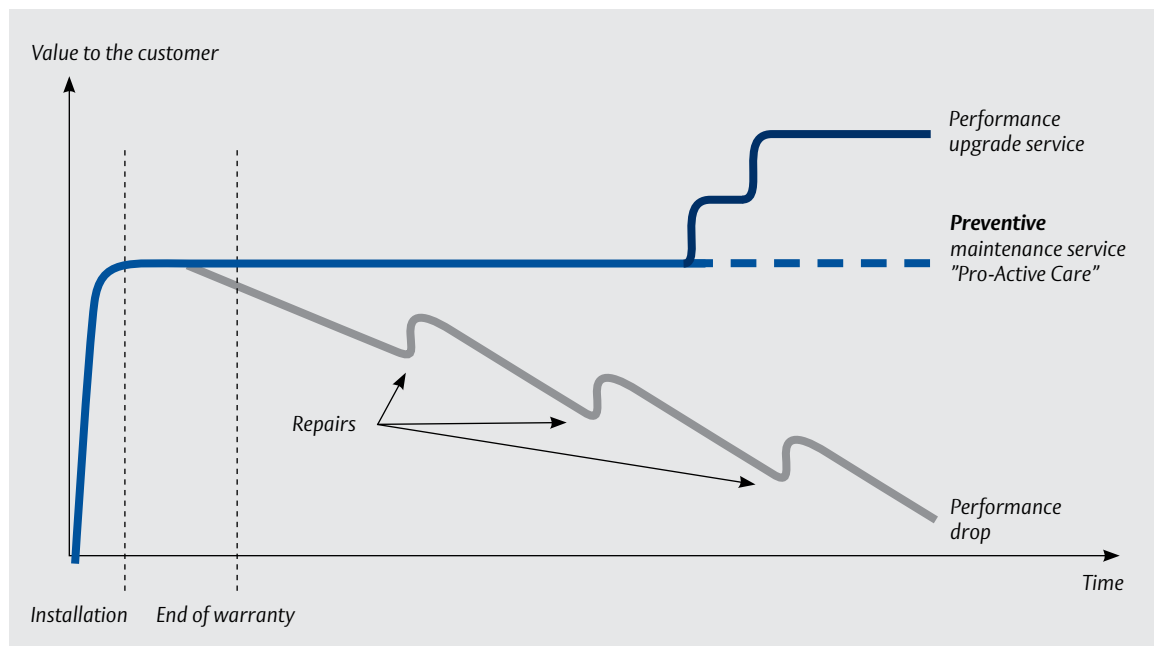 Value to the customer
Performance
upgrade service
Preventive
maintenance service
"Pro-Active Care"
Repairs
Performance
drop
Time
Installation
End of warranty